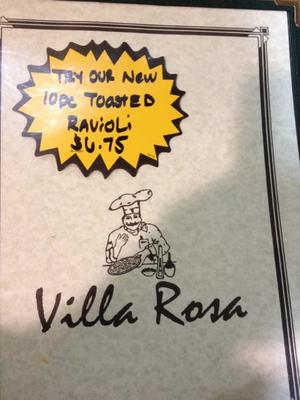 TRY OUR New
10pc TOASTED
RAViOLi
$6.75
Villa Rosa